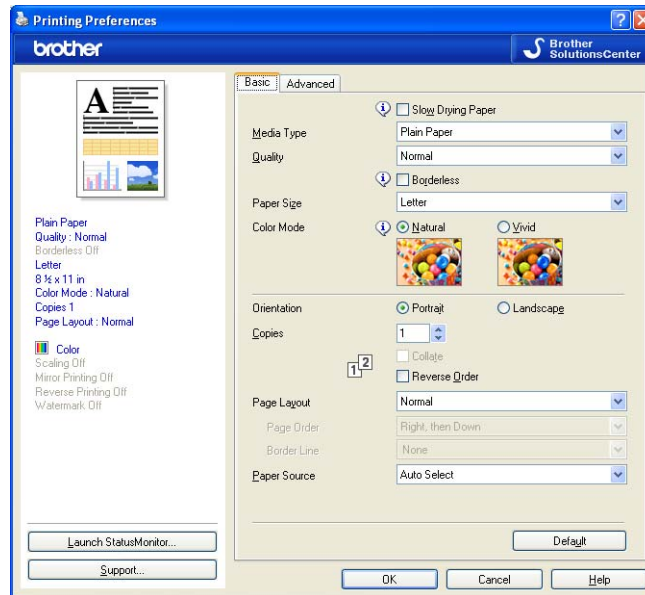 Printing Preferences
brother
Brother
SolutionsCenter
Basic
Advanced
A
Slow Drying Paper
Media Type
Plain Paper
Quality
Normal
Borderless
Paper Size
Letter
Color Mode
Natural
Vivid
Plain Paper
Quality : Normal
Borderless Off
Letter
8 ½ x 11 in
Color Mode : Natural
Copies 1
Page Layout : Normal
Color
Scaling Off
Mirror Printing Off
Reverse Printing Off
Watermark Off
Orientation
Portrait
Landscape
Copies
1
Collate
1 2
Reverse Order
Page Layout
Normal
Page Order
Right, then Down
Border Line
None
Paper Source
Auto Select
Launch StatusMonitor...
Support...
Default
OK
Cancel
Help